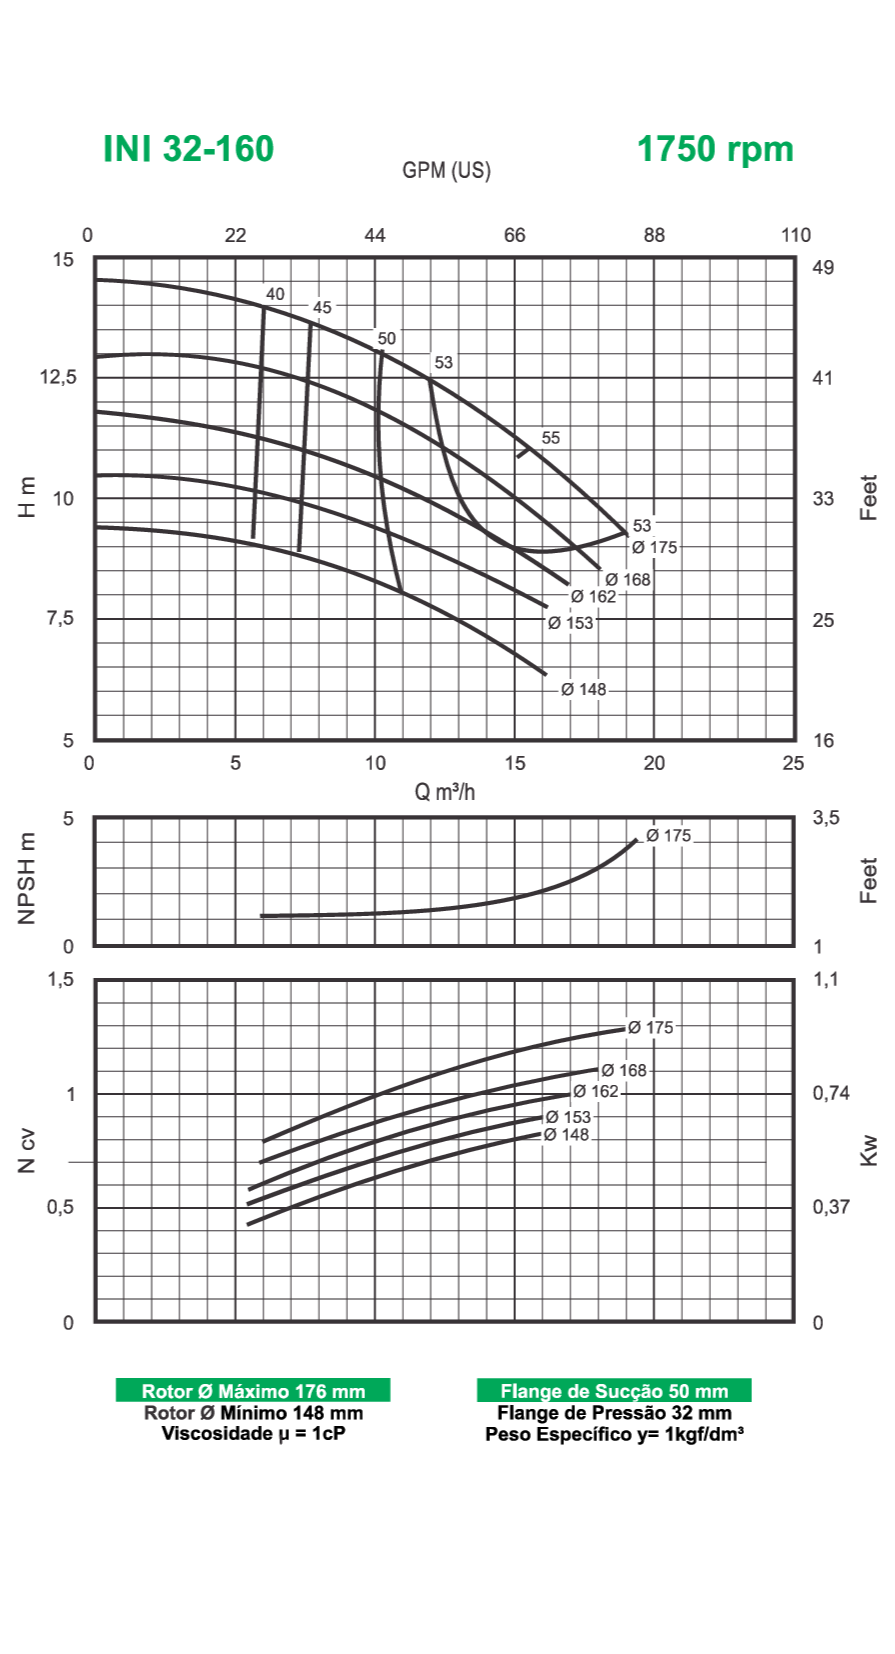 INI 32-160 1750 rpm
GPM (US)
0 22 44 66 88 110
15 49
40
45
50
53
12,5 41
55
H m 10 33 Feet
53
Ø 175
Ø 168
Ø 162
7,5 Ø 153 25
Ø 148
5 16
0 5 10 15 20 25
Q m³/h
5 3,5
Ø 175
NPSH m Feet
0 1
1,5 1,1
Ø 175
Ø 168
1 Ø 162 0,74
Ø 153
Ø 148
N cv Kw
0,5 0,37
0 0
Rotor Ø Máximo 176 mm Flange de Sucção 50 mm
Rotor Ø Mínimo 148 mm Flange de Pressão 32 mm
Viscosidade µ = 1cP Peso Específico y= 1kgf/dm³